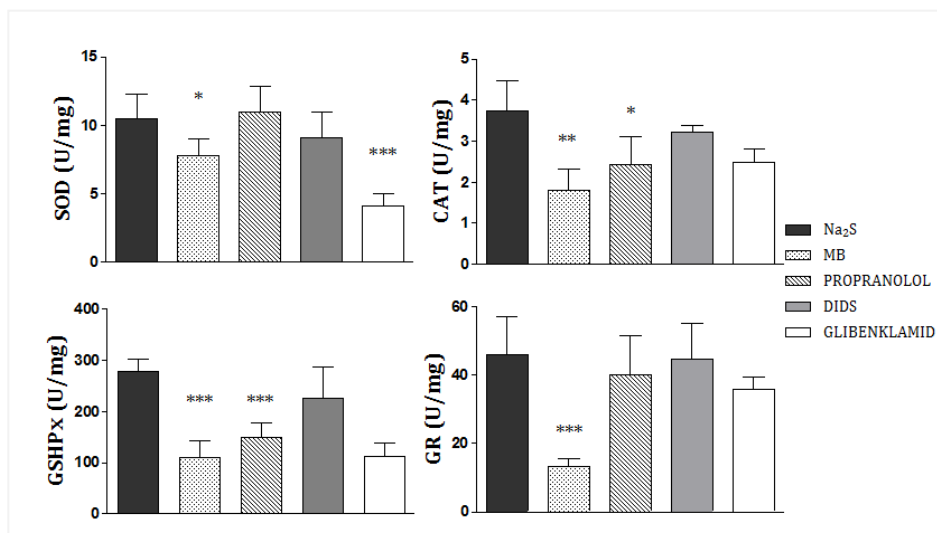 SOD (U/mg)
15
10
5
0
*
***
CAT (U/mg)
5
4
3
2
1
0
**
*
GSHPx (U/mg)
400
300
200
100
0
***
***
GR (U/mg)
60
40
20
0
***
Na₂S
MB
PROPRANOLOL
DIDS
GLIBENKLAMID